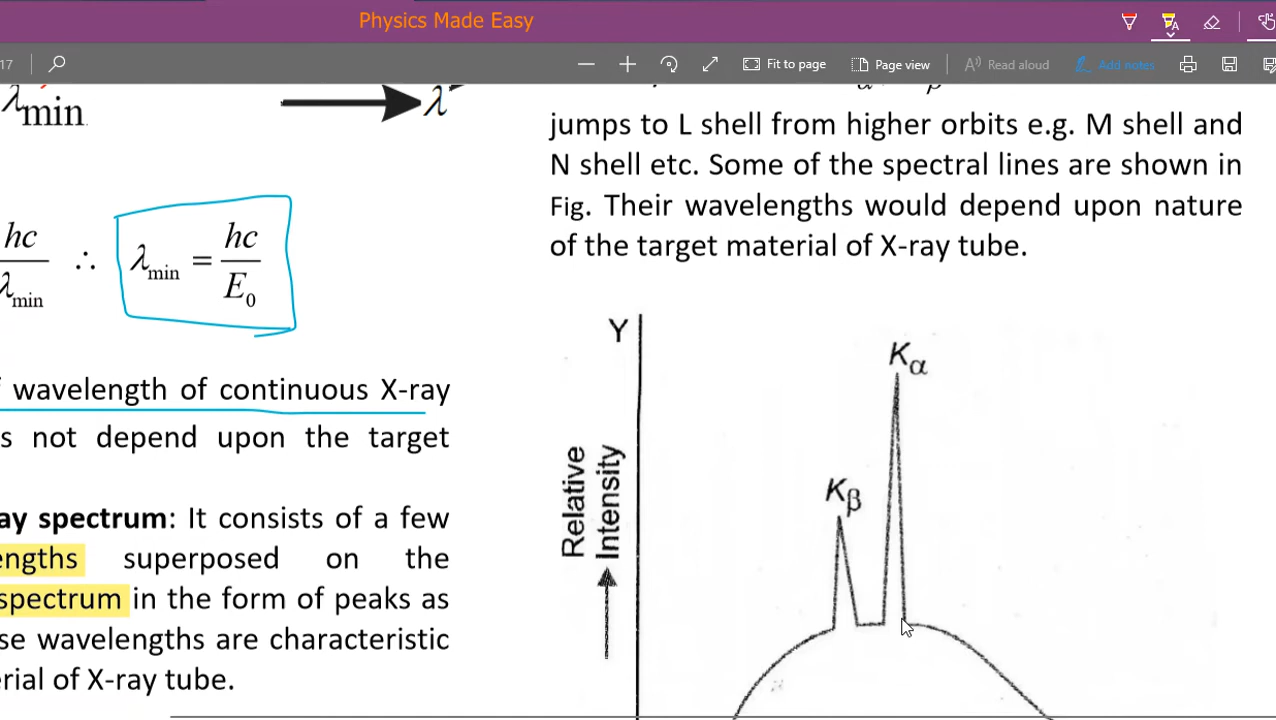 Physics Made Easy
17
Fit to page
Page view
Read aloud
Add notes
λmin
λ
hc
λmin
∴ λmin = hc
E0
wavelength of continuous X-ray
s not depend upon the target
ay spectrum: It consists of a few
engths superposed on the
spectrum in the form of peaks as
se wavelengths are characteristic
erial of X-ray tube.
jumps to L shell from higher orbits e.g. M shell and
N shell etc. Some of the spectral lines are shown in
Fig. Their wavelengths would depend upon nature
of the target material of X-ray tube.
Y
Kα
Kβ
Relative
Intensity